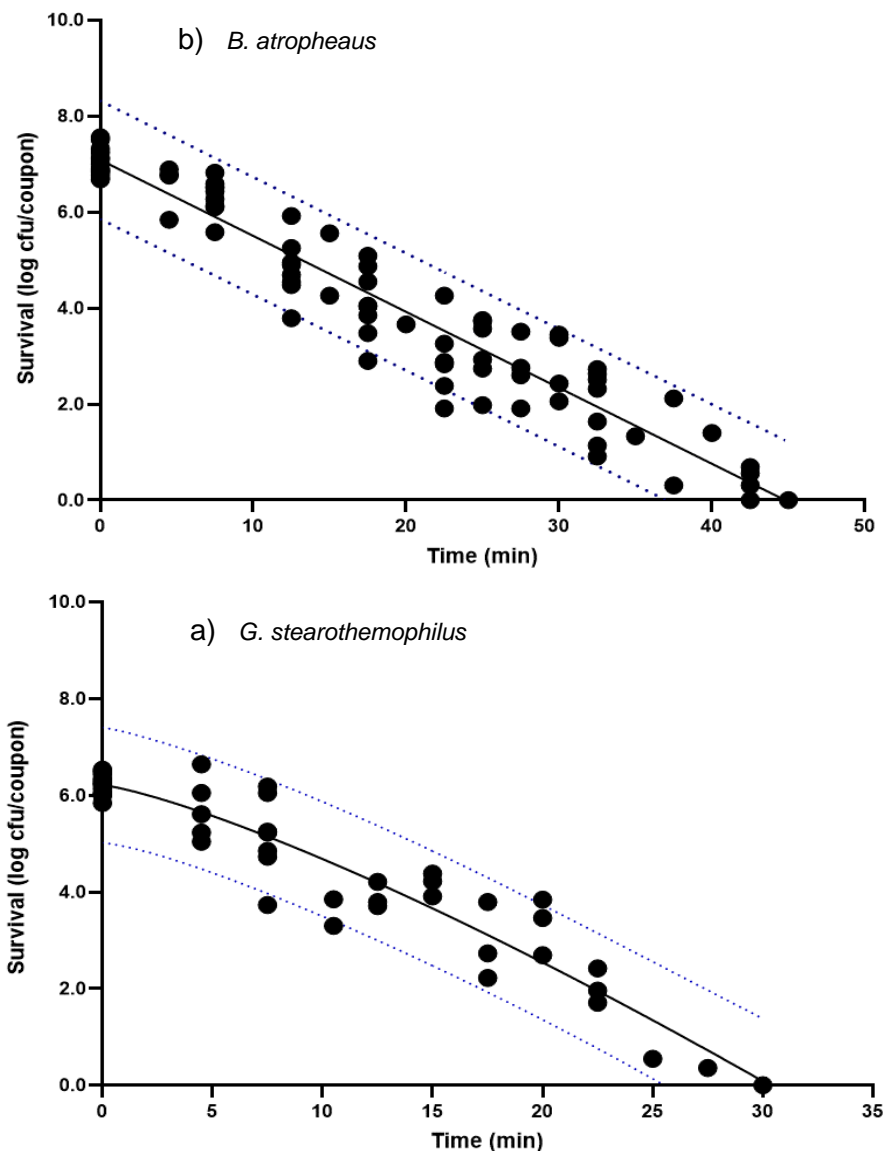 b) B. atropheaus
Survival (log cfu/coupon)
10.0
8.0
6.0
4.0
2.0
0.0
0 10 20 30 40 50
Time (min)
a) G. stearothemophilus
Survival (log cfu/coupon)
10.0
8.0
6.0
4.0
2.0
0.0
0 5 10 15 20 25 30 35
Time (min)